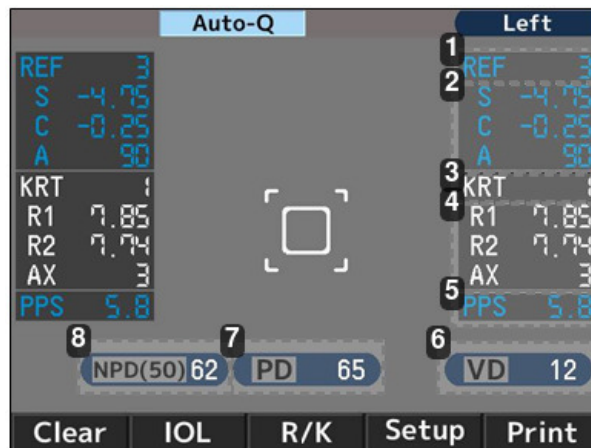 Auto-Q
Left
REF 3
S -4.75
C -0.25
A 90
KRT 1
R1 7.85
R2 7.74
AX 3
PPS 5.8
1
REF 3
2
S -4.75
C -0.25
A 90
3
KRT 1
4
R1 7.85
R2 7.74
AX 3
5
PPS 5.8
8
NPD(50) 62
7
PD 65
6
VD 12
Clear IOL R/K Setup Print